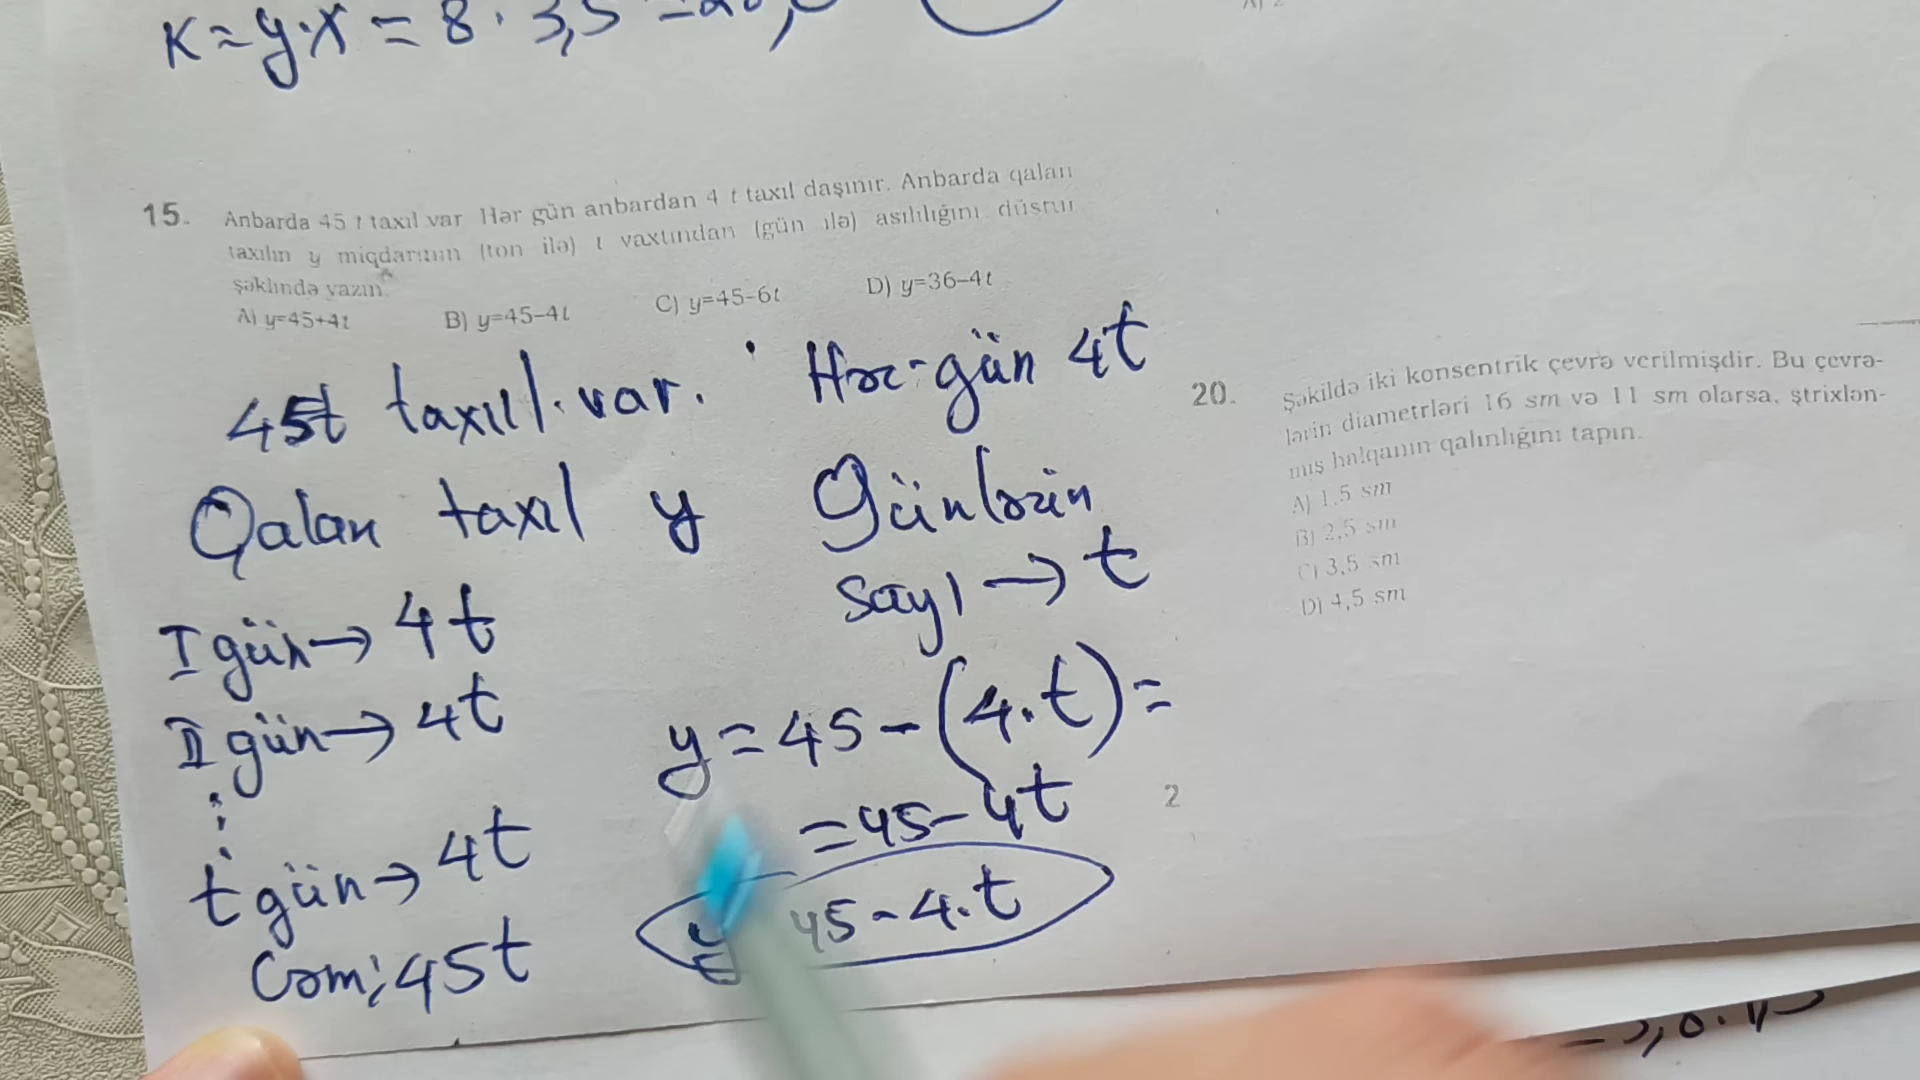 K=y·x=8·3,5=
15. Anbarda 45 t taxıl var Hər gün anbardan 4 t taxıl daşınır. Anbarda qalan
taxılın y miqdarının (ton ilə) t vaxtından (gün ilə) asılılığını düstur
şəklində yazın.
A) y=45+4t B) y=45-4t C) y=45-6t D) y=36-4t
45t taxıl var. Hər-gün 4t
Qalan taxıl y Günlərin
sayı → t
I gün → 4t
II gün → 4t
y=45-(4.t)=
=45-4t
t gün → 4t
45-4.t
Cəmi; 45t
20. Şəkildə iki konsentrik çevrə verilmişdir. Bu çevrə-
lərin diametrləri 16 sm və 11 sm olarsa, ştrixlən-
miş halqanın qalınlığını tapın.
A) 1,5 sm
B) 2,5 sm
C) 3,5 sm
D) 4,5 sm
2